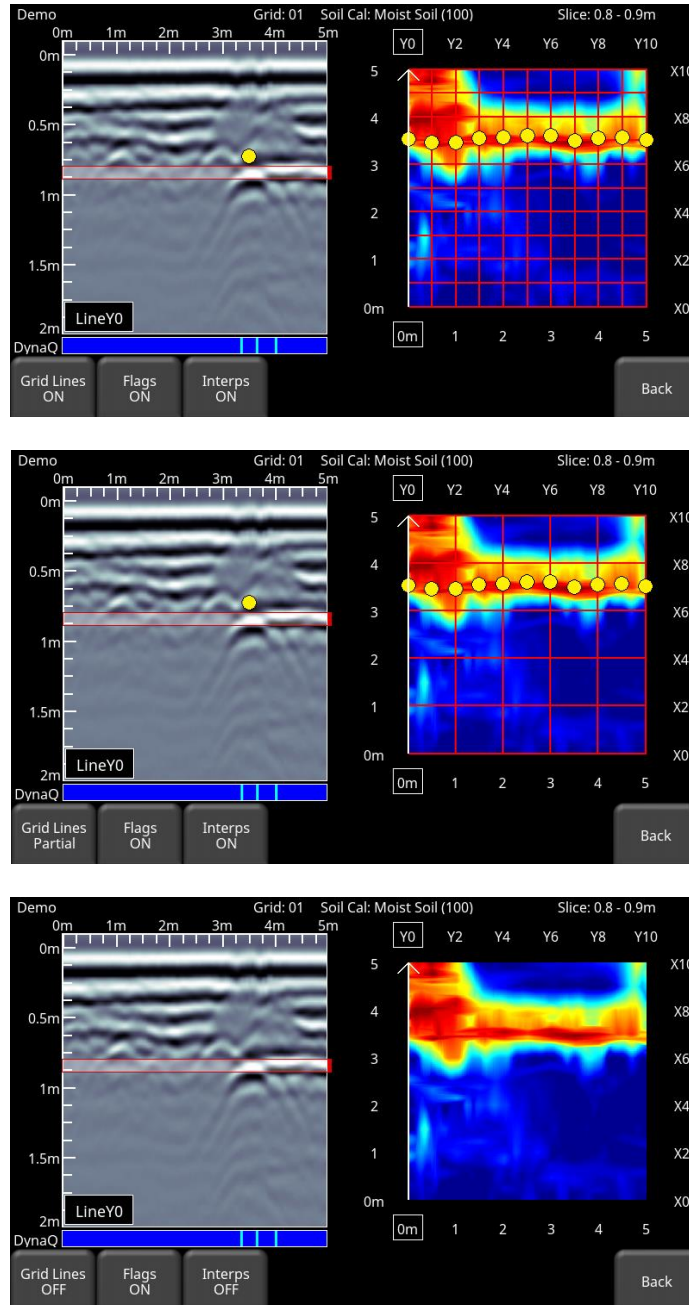 Demo Grid: 01 Soil Cal: Moist Soil (100) Slice: 0.8 - 0.9m
0m 1m 2m 3m 4m 5m
Y0 Y2 Y4 Y6 Y8 Y10
0m
0.5m
1m
1.5m
2m
LineY0
DynaQ
5 X10
4 X8
3 X6
2 X4
1 X2
0m X0
0m 1 2 3 4 5
Grid Lines ON
Flags ON
Interps ON
Back
Demo Grid: 01 Soil Cal: Moist Soil (100) Slice: 0.8 - 0.9m
0m 1m 2m 3m 4m 5m
Y0 Y2 Y4 Y6 Y8 Y10
0m
0.5m
1m
1.5m
2m
LineY0
DynaQ
5 X10
4 X8
3 X6
2 X4
1 X2
0m X0
0m 1 2 3 4 5
Grid Lines Partial
Flags ON
Interps ON
Back
Demo Grid: 01 Soil Cal: Moist Soil (100) Slice: 0.8 - 0.9m
0m 1m 2m 3m 4m 5m
Y0 Y2 Y4 Y6 Y8 Y10
0m
0.5m
1m
1.5m
2m
LineY0
DynaQ
5 X10
4 X8
3 X6
2 X4
1 X2
0m X0
0m 1 2 3 4 5
Grid Lines OFF
Flags ON
Interps OFF
Back